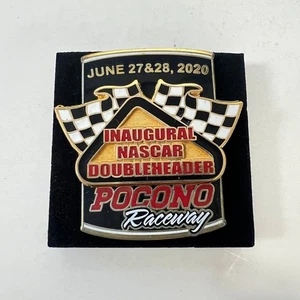 JUNE 27&28, 2020
INAUGURAL
NASCAR
DOUBLEHEADER
POCONO
Raceway